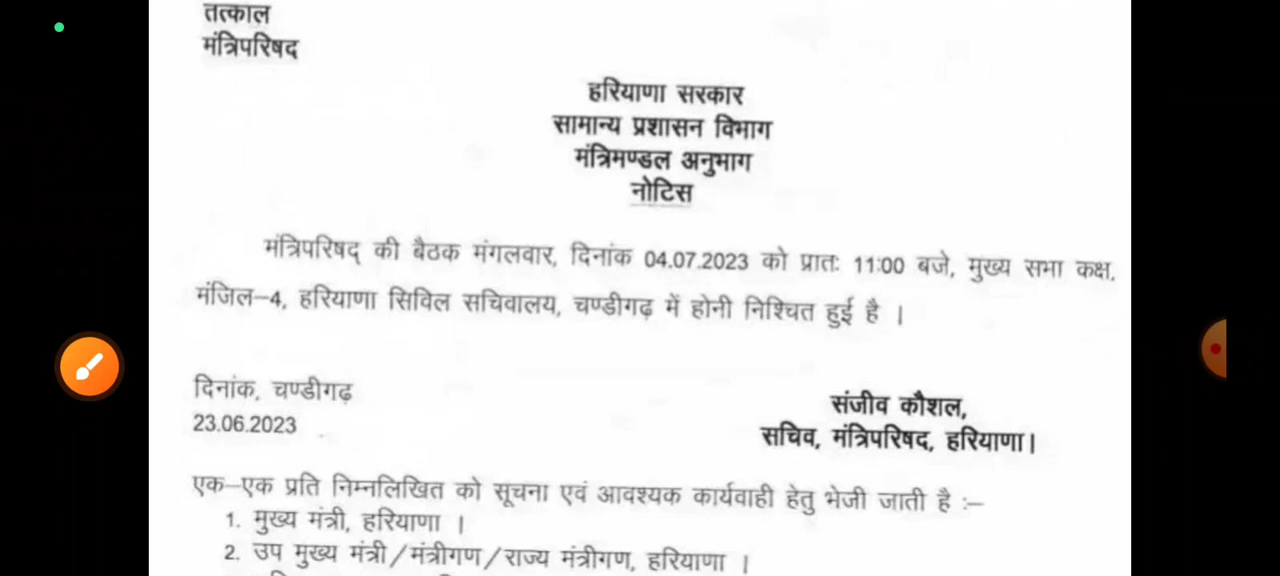 तत्काल
मंत्रिपरिषद
हरियाणा सरकार
सामान्य प्रशासन विभाग
मंत्रिमण्डल अनुभाग
नोटिस
मंत्रिपरिषद् की बैठक मंगलवार, दिनांक 04.07.2023 को प्रातः 11:00 बजे, मुख्य सभा कक्ष,
मंजिल–4, हरियाणा सिविल सचिवालय, चण्डीगढ़ में होनी निश्चित हुई है ।
दिनांक, चण्डीगढ़
23.06.2023
संजीव कौशल,
सचिव, मंत्रिपरिषद, हरियाणा।
एक–एक प्रति निम्नलिखित को सूचना एवं आवश्यक कार्यवाही हेतु भेजी जाती है :–
1. मुख्य मंत्री, हरियाणा ।
2. उप मुख्य मंत्री/मंत्रीगण/राज्य मंत्रीगण, हरियाणा ।